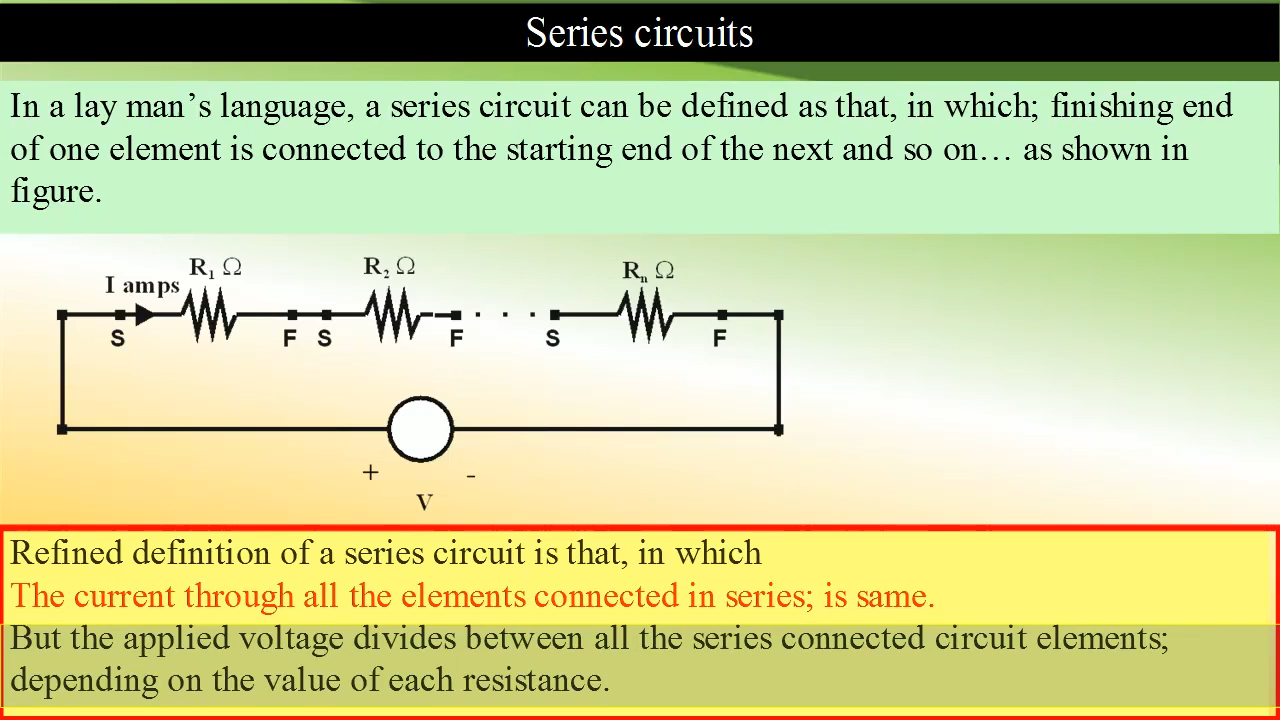 Series circuits
In a lay man’s language, a series circuit can be defined as that, in which; finishing end
of one element is connected to the starting end of the next and so on… as shown in
figure.
R₁ Ω R₂ Ω Rₙ Ω
I amps
S F S F S F
+ -
V
Refined definition of a series circuit is that, in which
The current through all the elements connected in series; is same.
But the applied voltage divides between all the series connected circuit elements;
depending on the value of each resistance.